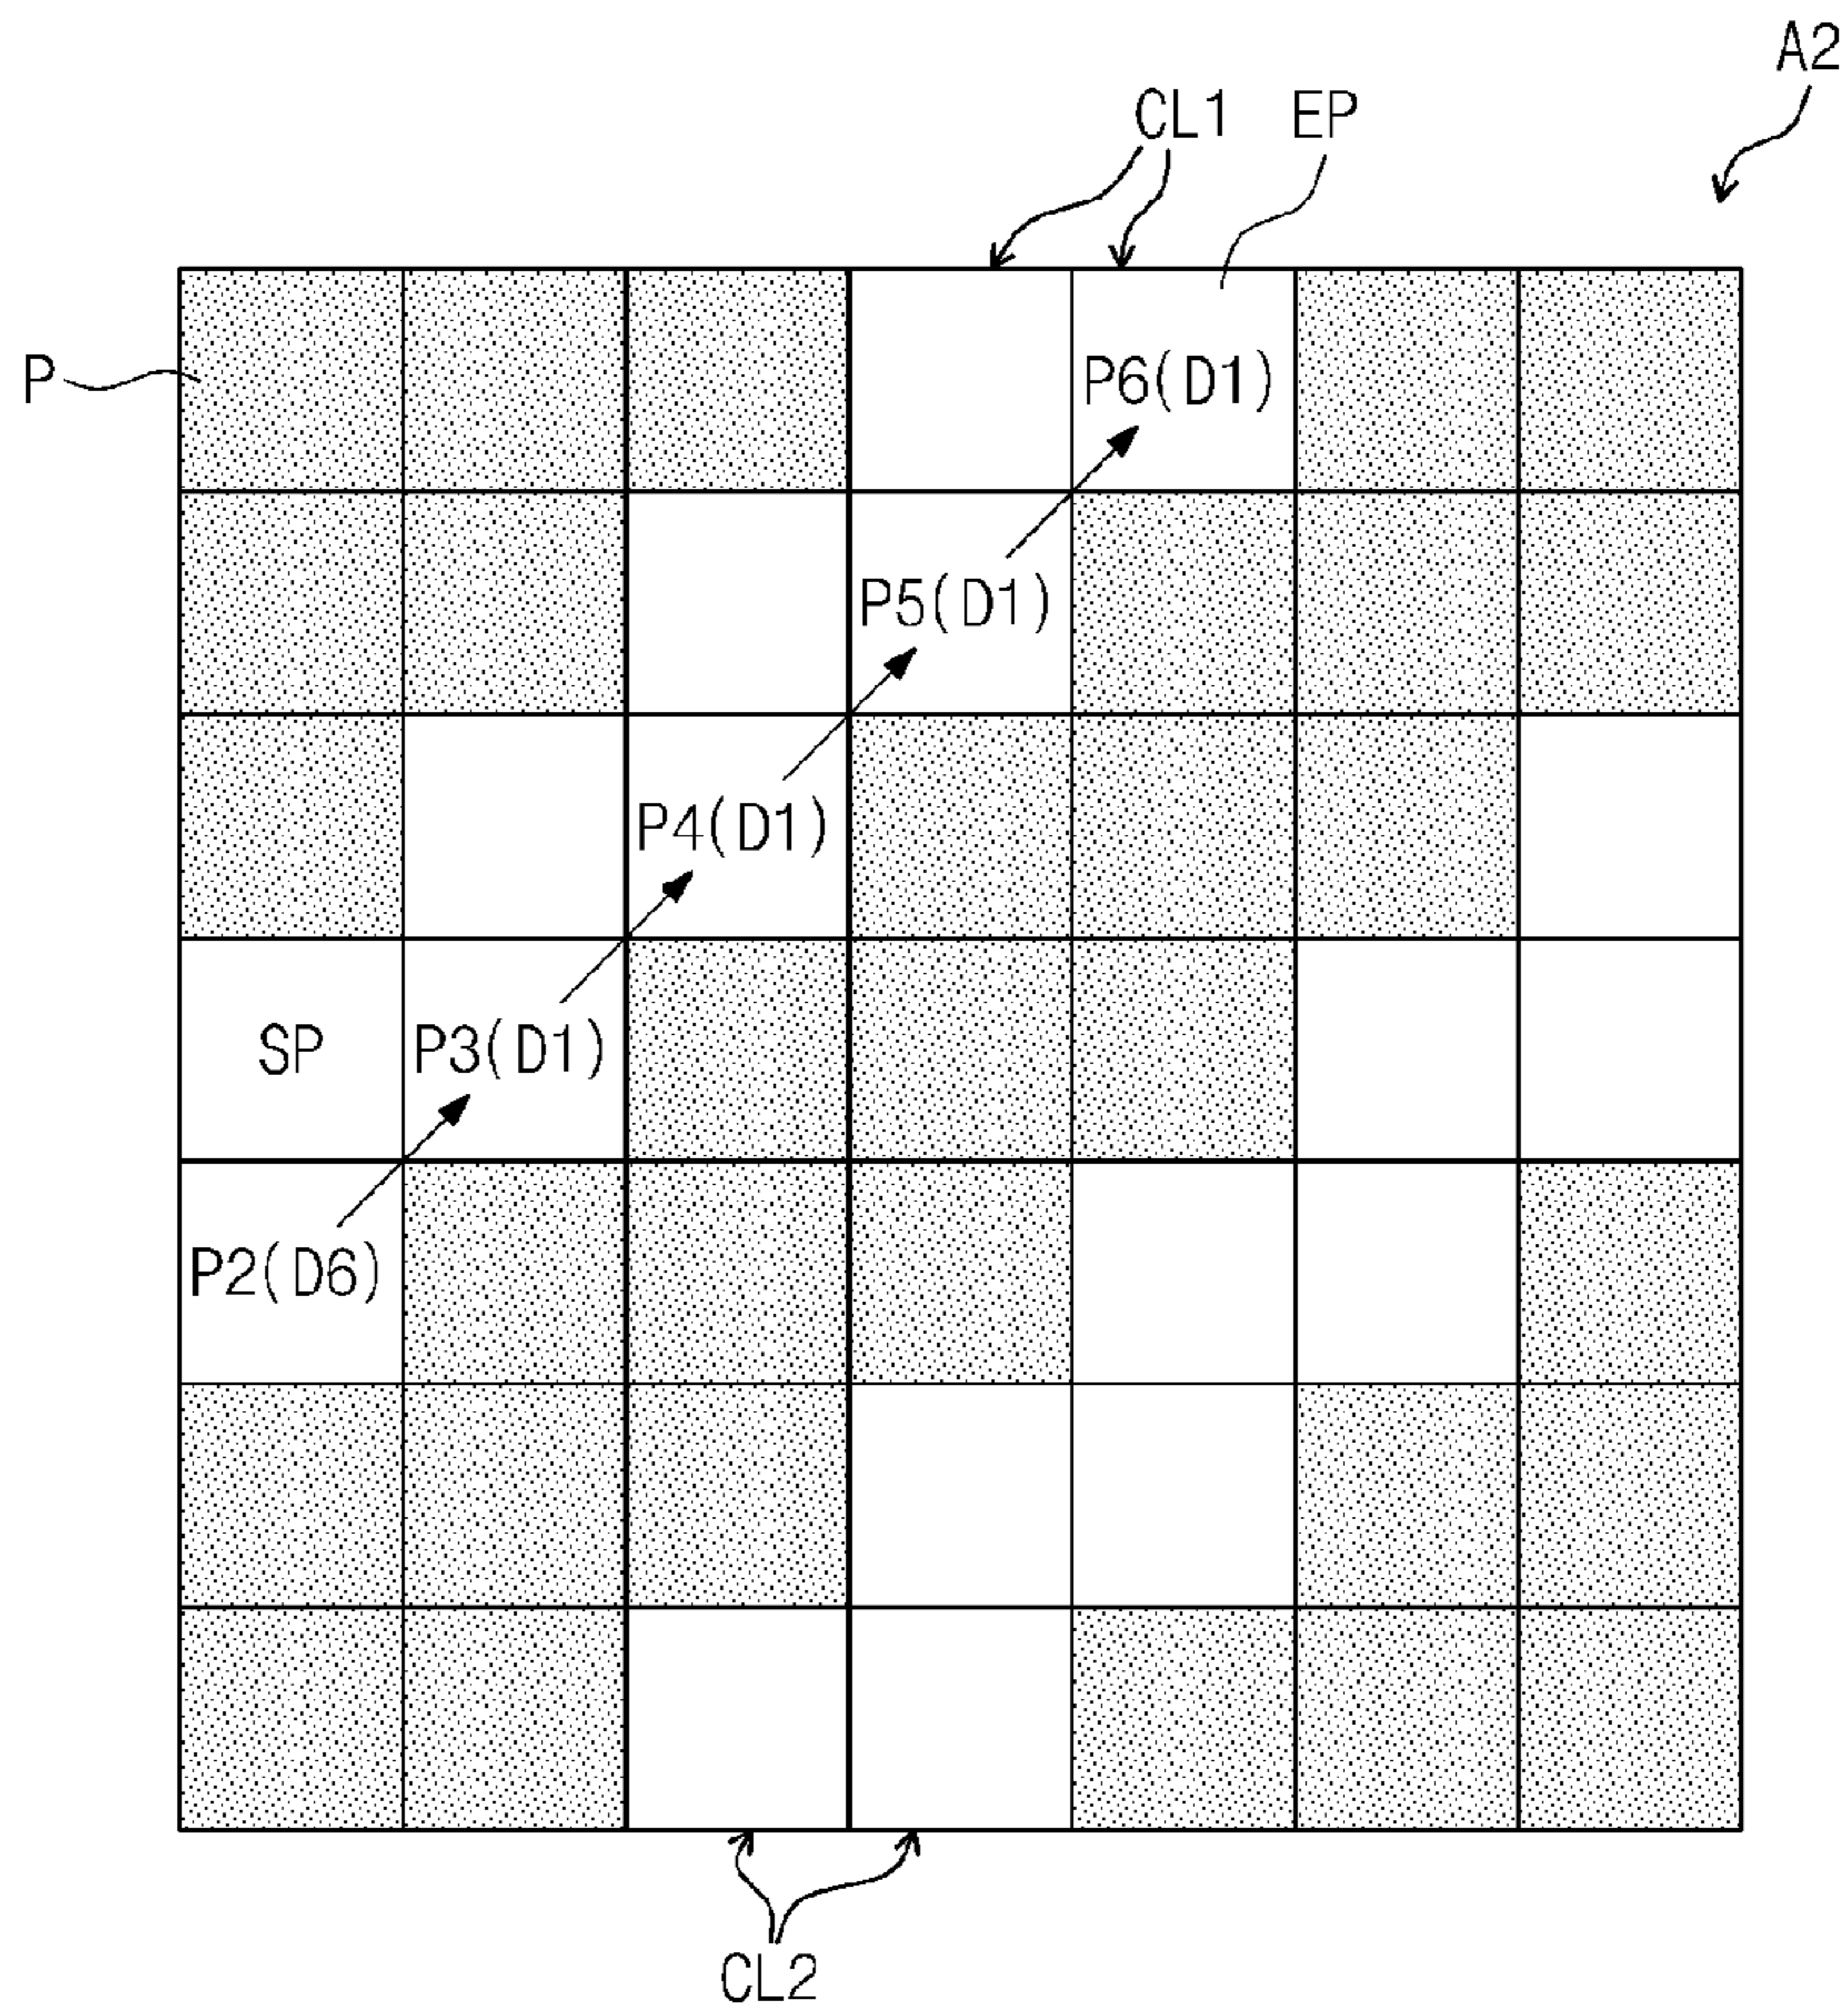 A2
CL1 EP
P
P6(D1)
P5(D1)
P4(D1)
SP P3(D1)
P2(D6)
CL2